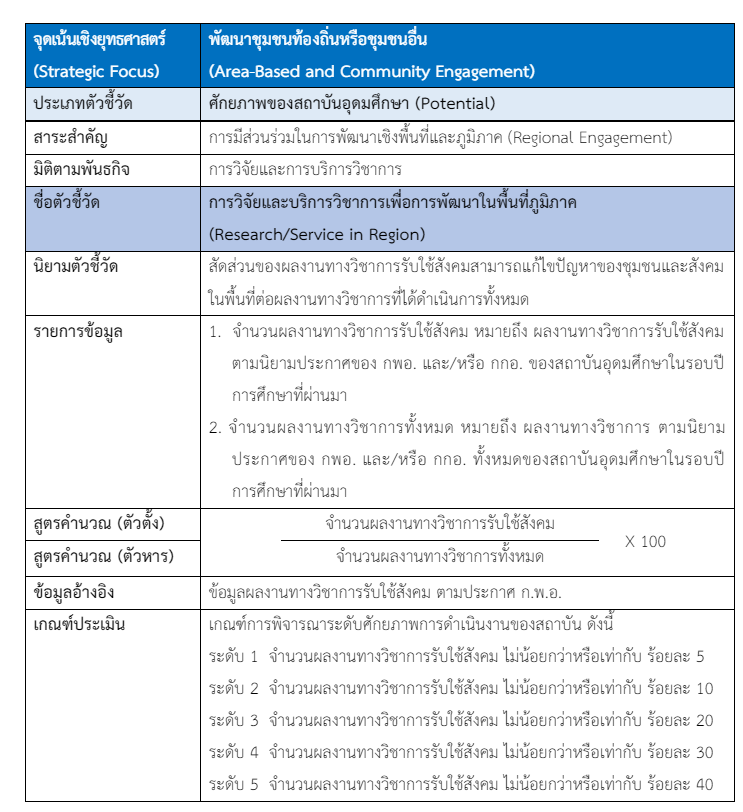 จุดเน้นเชิงยุทธศาสตร์ พัฒนาชุมชนท้องถิ่นหรือชุมชนอื่น
(Strategic Focus) (Area-Based and Community Engagement)
ประเภทตัวชี้วัด ศักยภาพของสถาบันอุดมศึกษา (Potential)
สาระสำคัญ การมีส่วนร่วมในการพัฒนาเชิงพื้นที่และภูมิภาค (Regional Engagement)
มิติตามพันธกิจ การวิจัยและการบริการวิชาการ
ชื่อตัวชี้วัด การวิจัยและบริการวิชาการเพื่อการพัฒนาในพื้นที่ภูมิภาค
(Research/Service in Region)
นิยามตัวชี้วัด สัดส่วนของผลงานทางวิชาการรับใช้สังคมสามารถแก้ไขปัญหาของชุมชนและสังคม
ในพื้นที่ต่อผลงานทางวิชาการที่ได้ดำเนินการทั้งหมด
รายการข้อมูล 1. จำนวนผลงานทางวิชาการรับใช้สังคม หมายถึง ผลงานทางวิชาการรับใช้สังคม
ตามนิยามประกาศของ กพอ. และ/หรือ กกอ. ของสถาบันอุดมศึกษาในรอบปี
การศึกษาที่ผ่านมา
2. จำนวนผลงานทางวิชาการทั้งหมด หมายถึง ผลงานทางวิชาการ ตามนิยาม
ประกาศของ กพอ. และ/หรือ กกอ. ทั้งหมดของสถาบันอุดมศึกษาในรอบปี
การศึกษาที่ผ่านมา
สูตรคำนวณ (ตัวตั้ง) จำนวนผลงานทางวิชาการรับใช้สังคม
X 100
สูตรคำนวณ (ตัวหาร) จำนวนผลงานทางวิชาการทั้งหมด
ข้อมูลอ้างอิง ข้อมูลผลงานทางวิชาการรับใช้สังคม ตามประกาศ ก.พ.อ.
เกณฑ์ประเมิน เกณฑ์การพิจารณาระดับศักยภาพการดำเนินงานของสถาบัน ดังนี้
ระดับ 1 จำนวนผลงานทางวิชาการรับใช้สังคม ไม่น้อยกว่าหรือเท่ากับ ร้อยละ 5
ระดับ 2 จำนวนผลงานทางวิชาการรับใช้สังคม ไม่น้อยกว่าหรือเท่ากับ ร้อยละ 10
ระดับ 3 จำนวนผลงานทางวิชาการรับใช้สังคม ไม่น้อยกว่าหรือเท่ากับ ร้อยละ 20
ระดับ 4 จำนวนผลงานทางวิชาการรับใช้สังคม ไม่น้อยกว่าหรือเท่ากับ ร้อยละ 30
ระดับ 5 จำนวนผลงานทางวิชาการรับใช้สังคม ไม่น้อยกว่าหรือเท่ากับ ร้อยละ 40